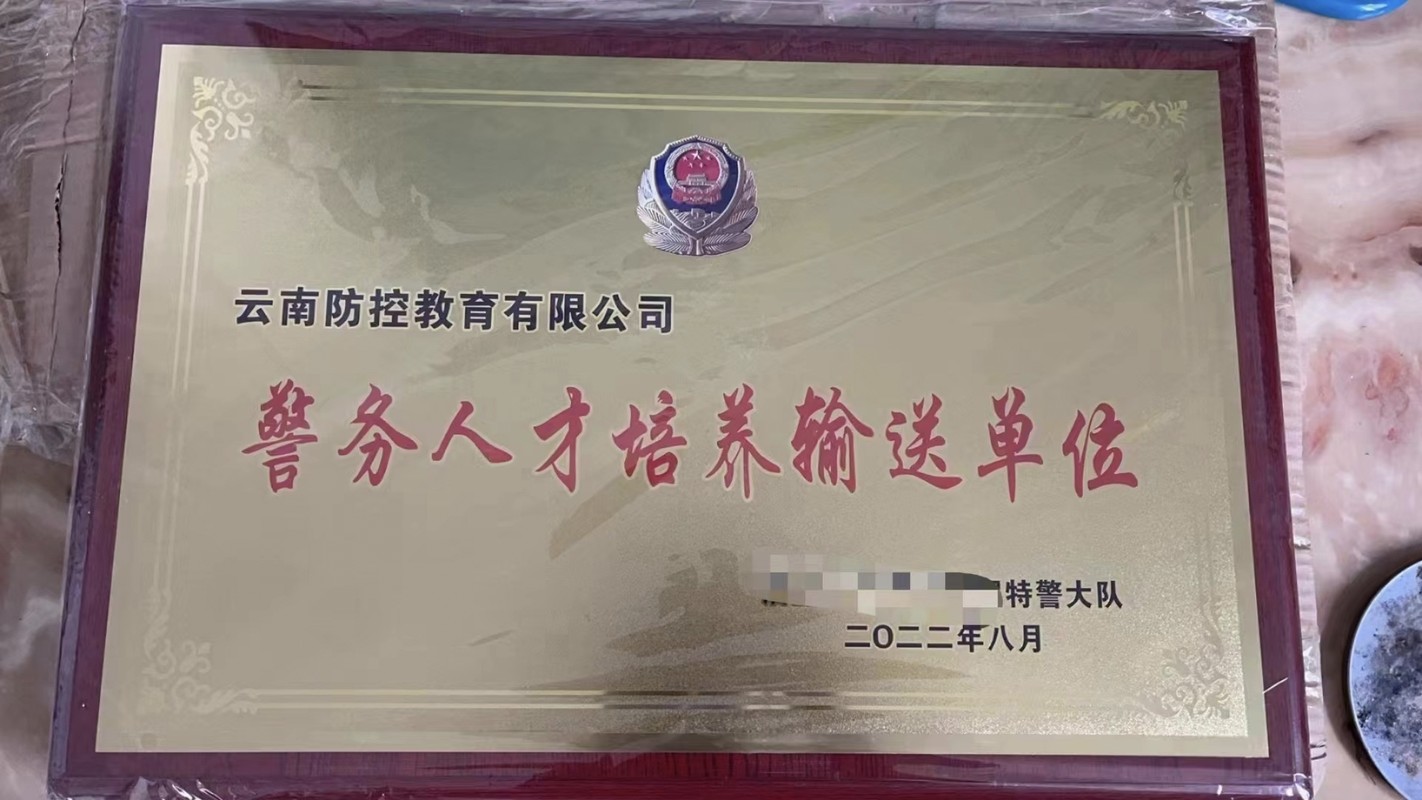 云南防控教育有限公司
警务人才培养输送单位
特警大队
二〇二二年八月